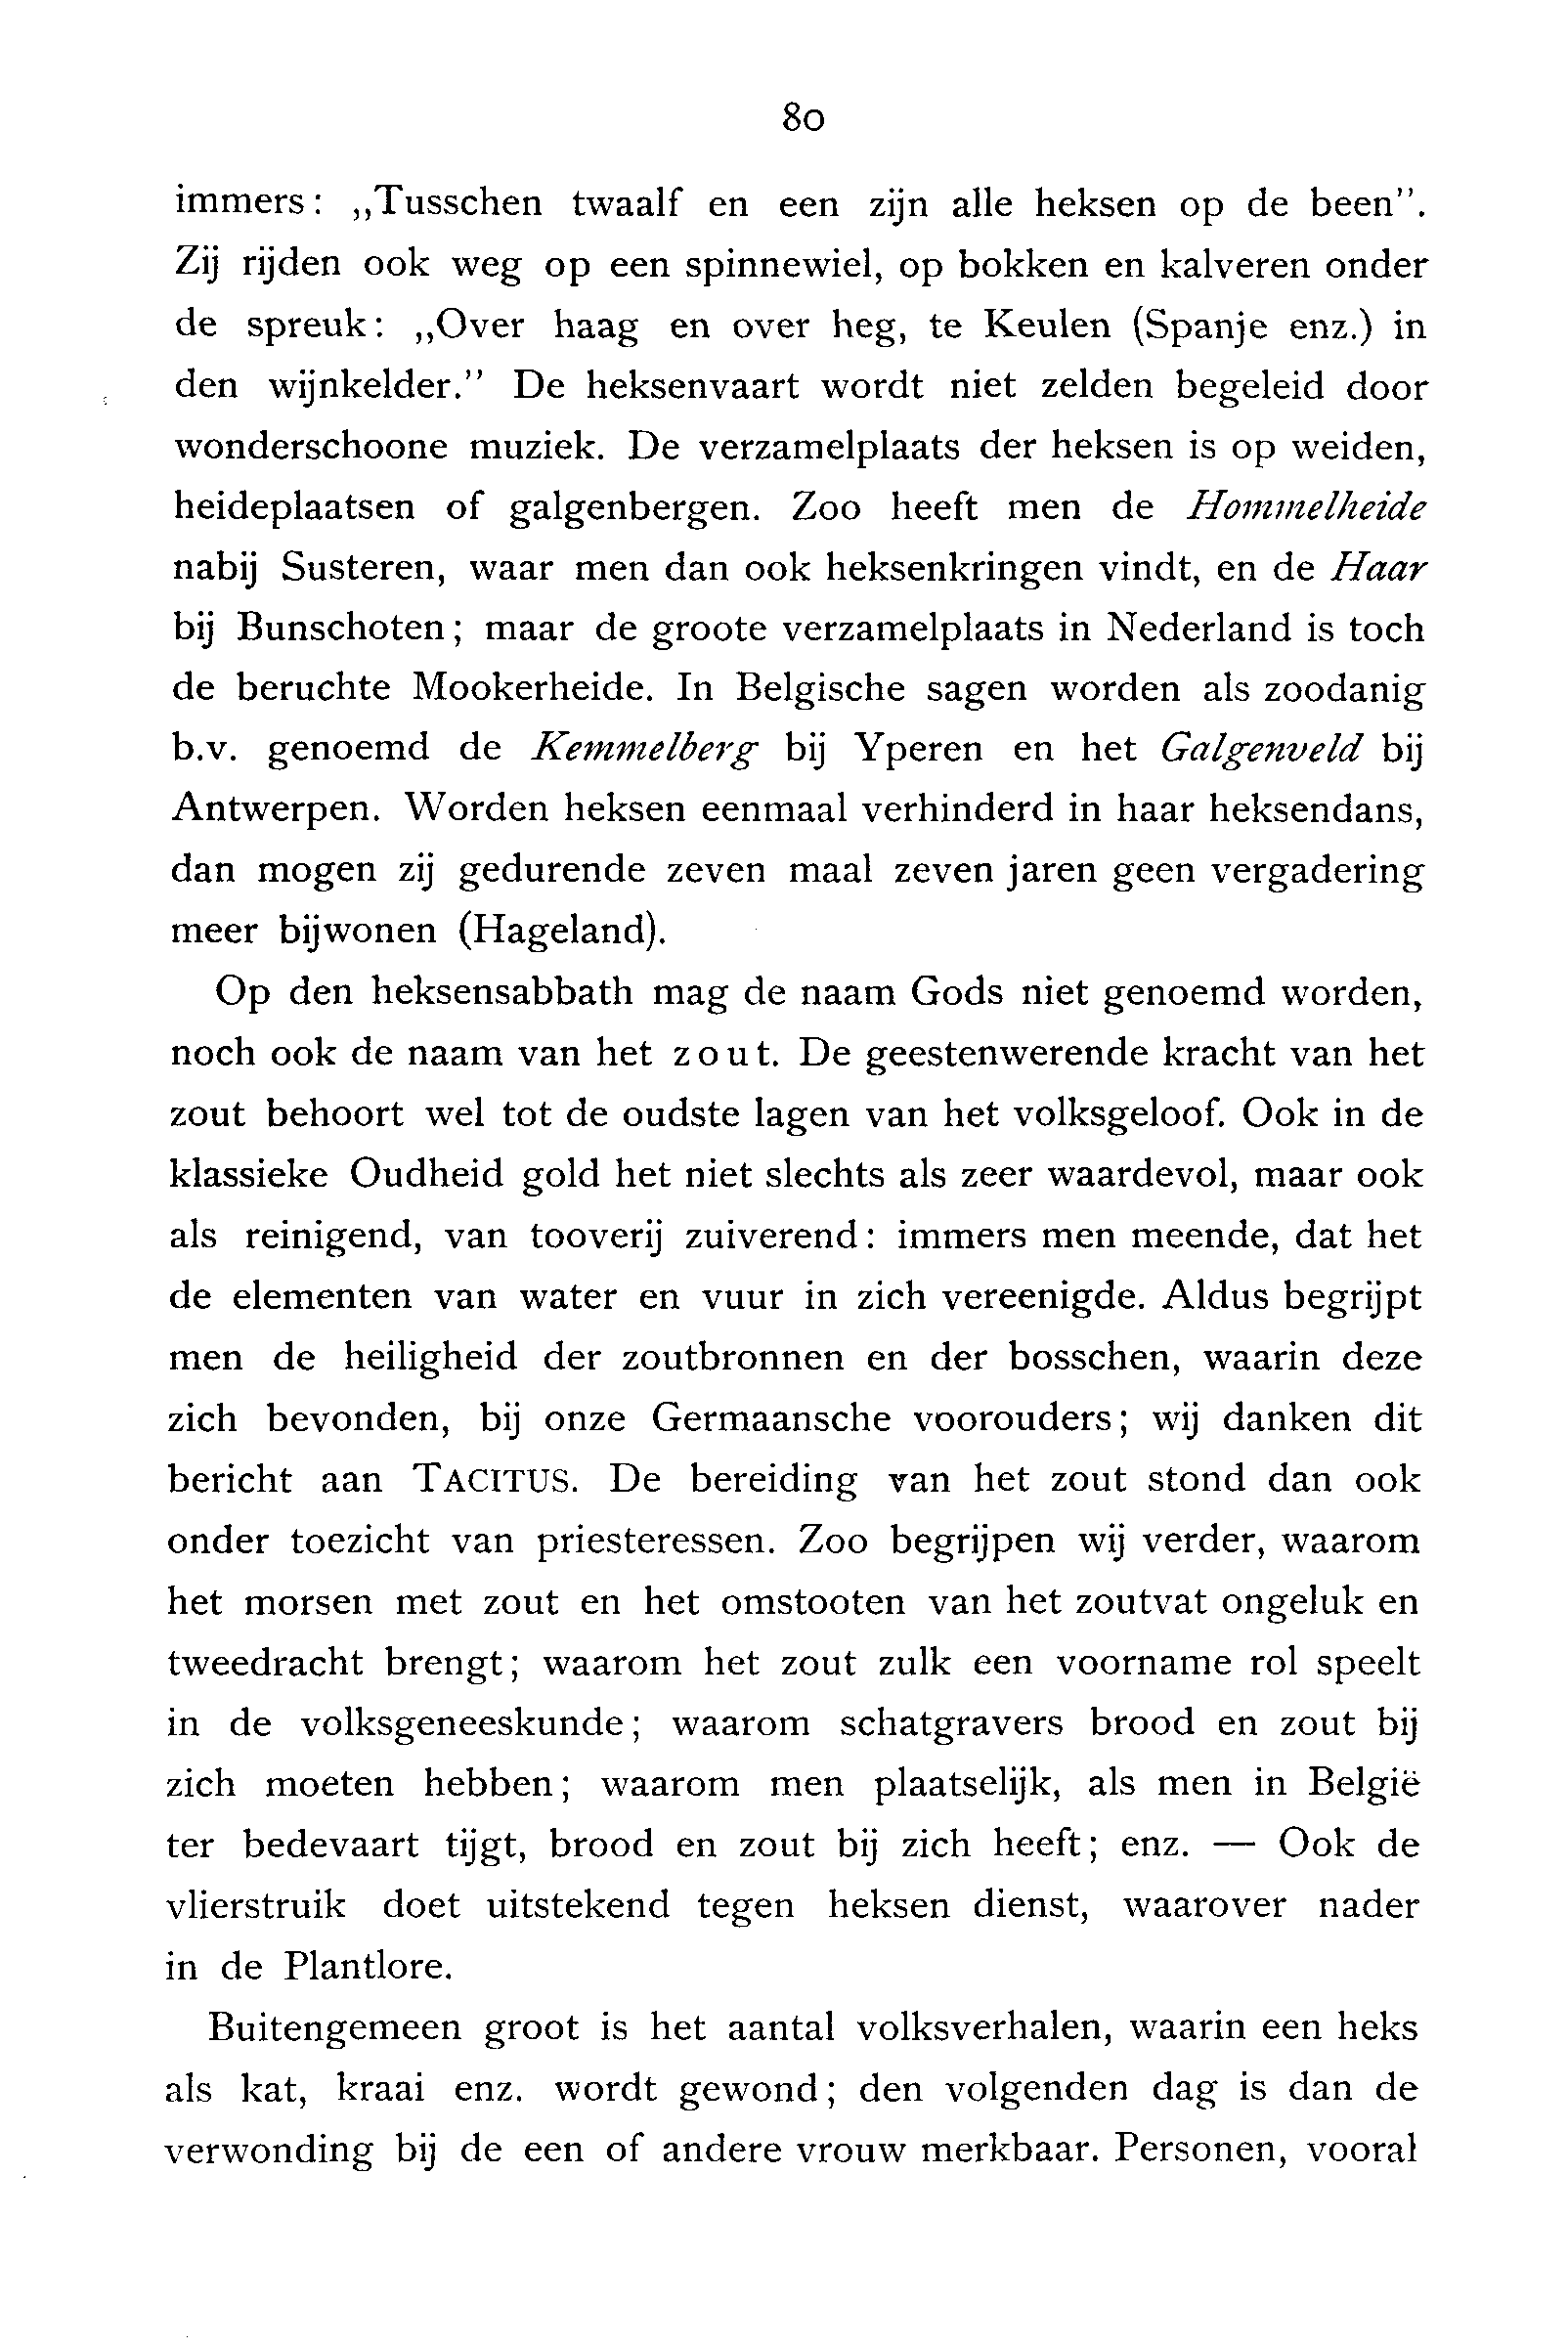 80
immers: „Tusschen twaalf en een zijn alle heksen op de been”.
Zij rijden ook weg op een spinnewiel, op bokken en kalveren onder
de spreuk: „Over haag en over heg, te Keulen (Spanje enz.) in
den wijnkelder.” De heksenvaart wordt niet zelden begeleid door
wonderschoone muziek. De verzamelplaats der heksen is op weiden,
heideplaatsen of galgenbergen. Zoo heeft men de Hommelheide
nabij Susteren, waar men dan ook heksenkringen vindt, en de Haar
bij Bunschoten; maar de groote verzamelplaats in Nederland is toch
de beruchte Mookerheide. In Belgische sagen worden als zoodanig
b.v. genoemd de Kemmelberg bij Yperen en het Galgenveld bij
Antwerpen. Worden heksen eenmaal verhinderd in haar heksendans,
dan mogen zij gedurende zeven maal zeven jaren geen vergadering
meer bijwonen (Hageland).
Op den heksensabbath mag de naam Gods niet genoemd worden,
noch ook de naam van het zout. De geestenwerende kracht van het
zout behoort wel tot de oudste lagen van het volksgeloof. Ook in de
klassieke Oudheid gold het niet slechts als zeer waardevol, maar ook
als reinigend, van tooverij zuiverend: immers men meende, dat het
de elementen van water en vuur in zich vereenigde. Aldus begrijpt
men de heiligheid der zoutbronnen en der bosschen, waarin deze
zich bevonden, bij onze Germaansche voorouders; wij danken dit
bericht aan TACITUS. De bereiding van het zout stond dan ook
onder toezicht van priesteressen. Zoo begrijpen wij verder, waarom
het morsen met zout en het omstooten van het zoutvat ongeluk en
tweedracht brengt; waarom het zout zulk een voorname rol speelt
in de volksgeneeskunde; waarom schatgravers brood en zout bij
zich moeten hebben; waarom men plaatselijk, als men in België
ter bedevaart tijgt, brood en zout bij zich heeft; enz. — Ook de
vlierstruik doet uitstekend tegen heksen dienst, waarover nader
in de Plantlore.
Buitengemeen groot is het aantal volksverhalen, waarin een heks
als kat, kraai enz. wordt gewond; den volgenden dag is dan de
verwonding bij de een of andere vrouw merkbaar. Personen, vooral